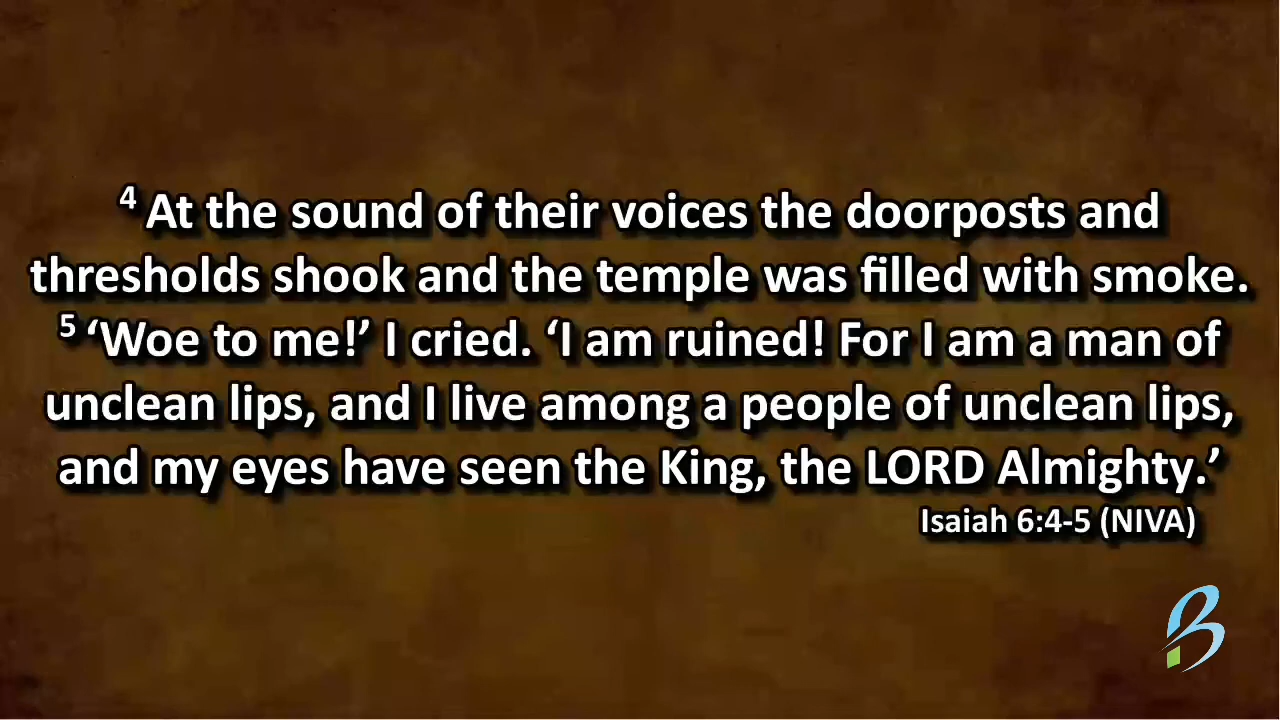 ⁴ At the sound of their voices the doorposts and
thresholds shook and the temple was filled with smoke.
⁵ ‘Woe to me!’ I cried. ‘I am ruined! For I am a man of
unclean lips, and I live among a people of unclean lips,
and my eyes have seen the King, the LORD Almighty.’
Isaiah 6:4-5 (NIVA)
B